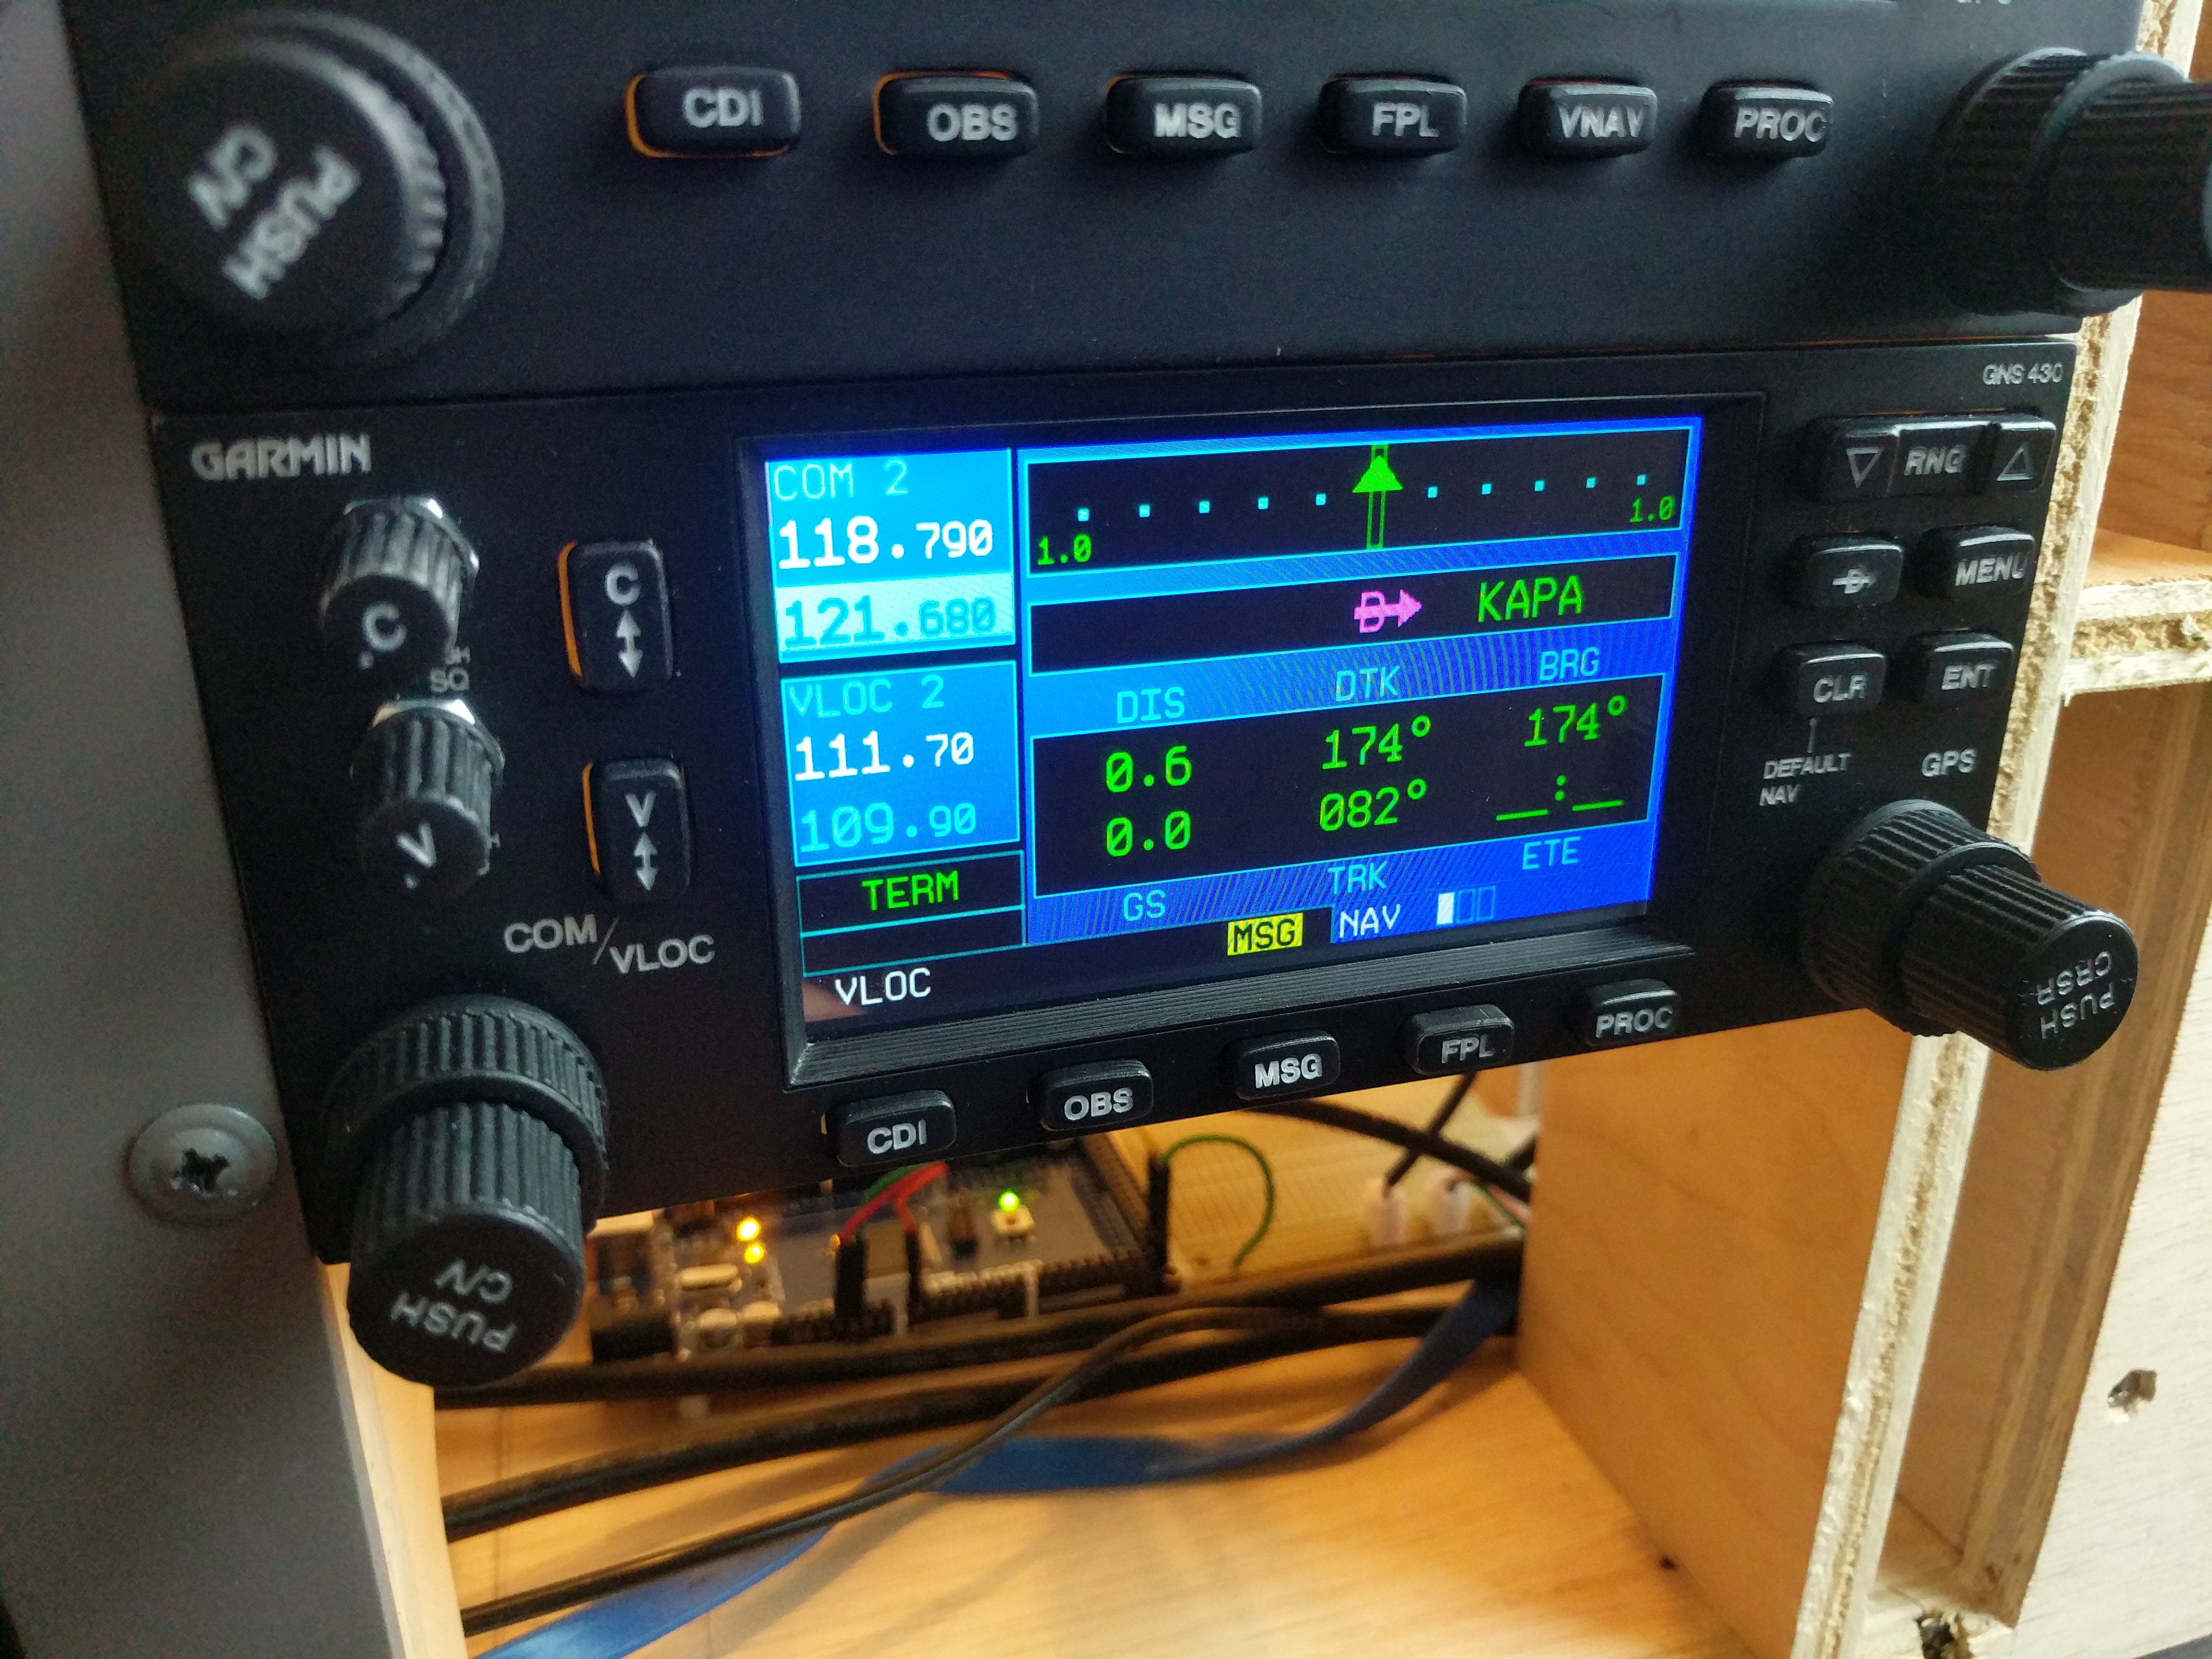 PUSH
C/V
CDI
OBS
MSG
FPL
VNAV
PROC
GNS 430
GARMIN
C
V
C
V
COM/VLOC
PUSH
C/V
COM 2
118.790
121.680
VLOC 2
111.70
109.90
TERM
VLOC
1.0
1.0
D KAPA
DIS DTK BRG
0.6 174° 174°
0.0 082° __:__
GS TRK ETE
MSG NAV
RNG
D
MENU
CLR
ENT
DEFAULT
NAV
GPS
PUSH
CRSR
CDI
OBS
MSG
FPL
PROC